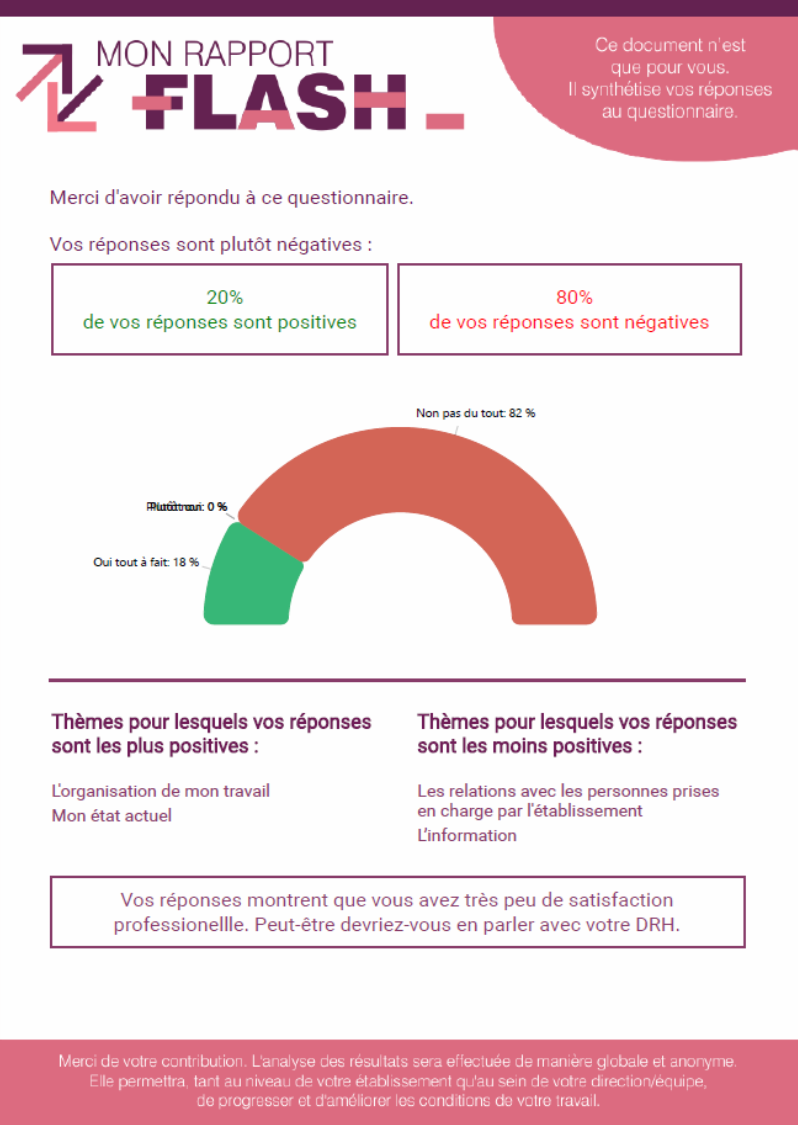 MON RAPPORT
FLASH_
Ce document n'est
que pour vous.
Il synthétise vos réponses
au questionnaire.
Merci d'avoir répondu à ce questionnaire.
Vos réponses sont plutôt négatives :
20%
de vos réponses sont positives
80%
de vos réponses sont négatives
Non pas du tout: 82 %
0 %
Oui tout à fait: 18 %
Thèmes pour lesquels vos réponses
sont les plus positives :
L'organisation de mon travail
Mon état actuel
Thèmes pour lesquels vos réponses
sont les moins positives :
Les relations avec les personnes prises
en charge par l'établissement
L'information
Vos réponses montrent que vous avez très peu de satisfaction
professionellle. Peut-être devriez-vous en parler avec votre DRH.
Merci de votre contribution. L'analyse des résultats sera effectuée de manière globale et anonyme.
Elle permettra, tant au niveau de votre établissement qu'au sein de votre direction/équipe,
de progresser et d'améliorer les conditions de votre travail.